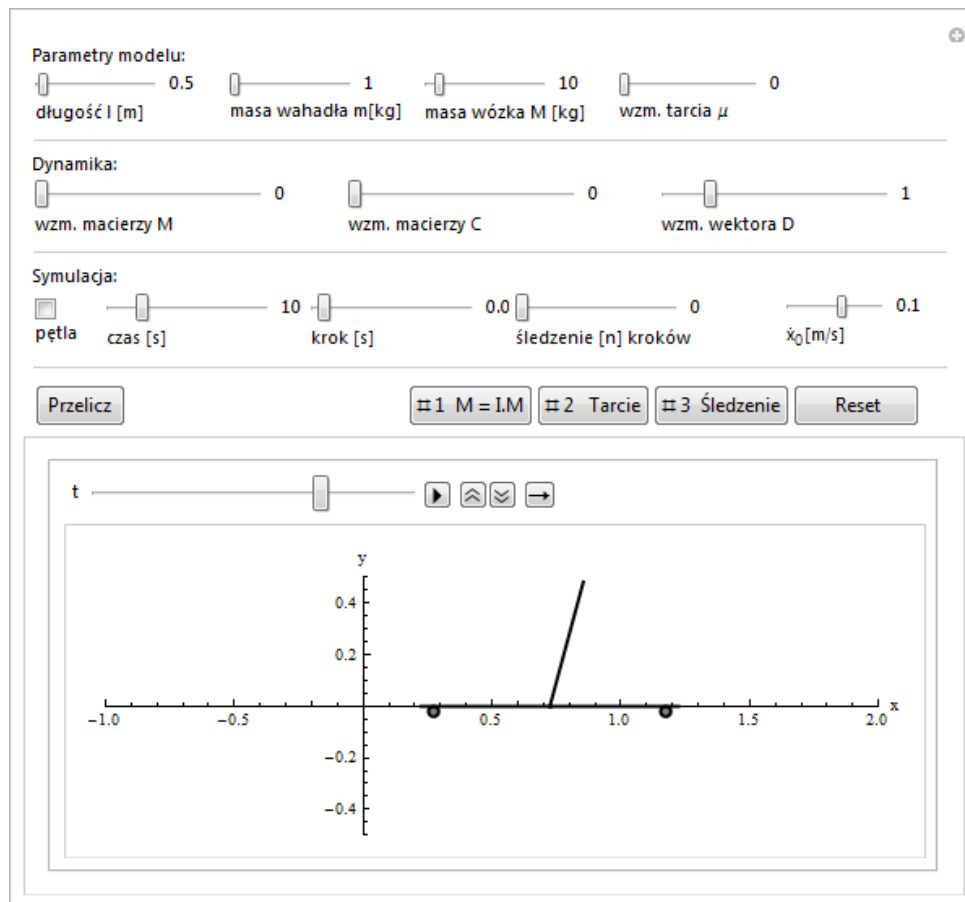 Parametry modelu:
0.5 1 10 0
długość l [m] masa wahadła m[kg] masa wózka M [kg] wzm. tarcia μ
Dynamika:
0 0 1
wzm. macierzy M wzm. macierzy C wzm. wektora D
Symulacja:
10 0.0 0 0.1
pętla czas [s] krok [s] śledzenie [n] kroków ẋ0[m/s]
Przelicz #1 M = I.M #2 Tarcie #3 Śledzenie Reset
t
y
0.4
0.2
x
−1.0 −0.5 0.5 1.0 1.5 2.0
−0.2
−0.4